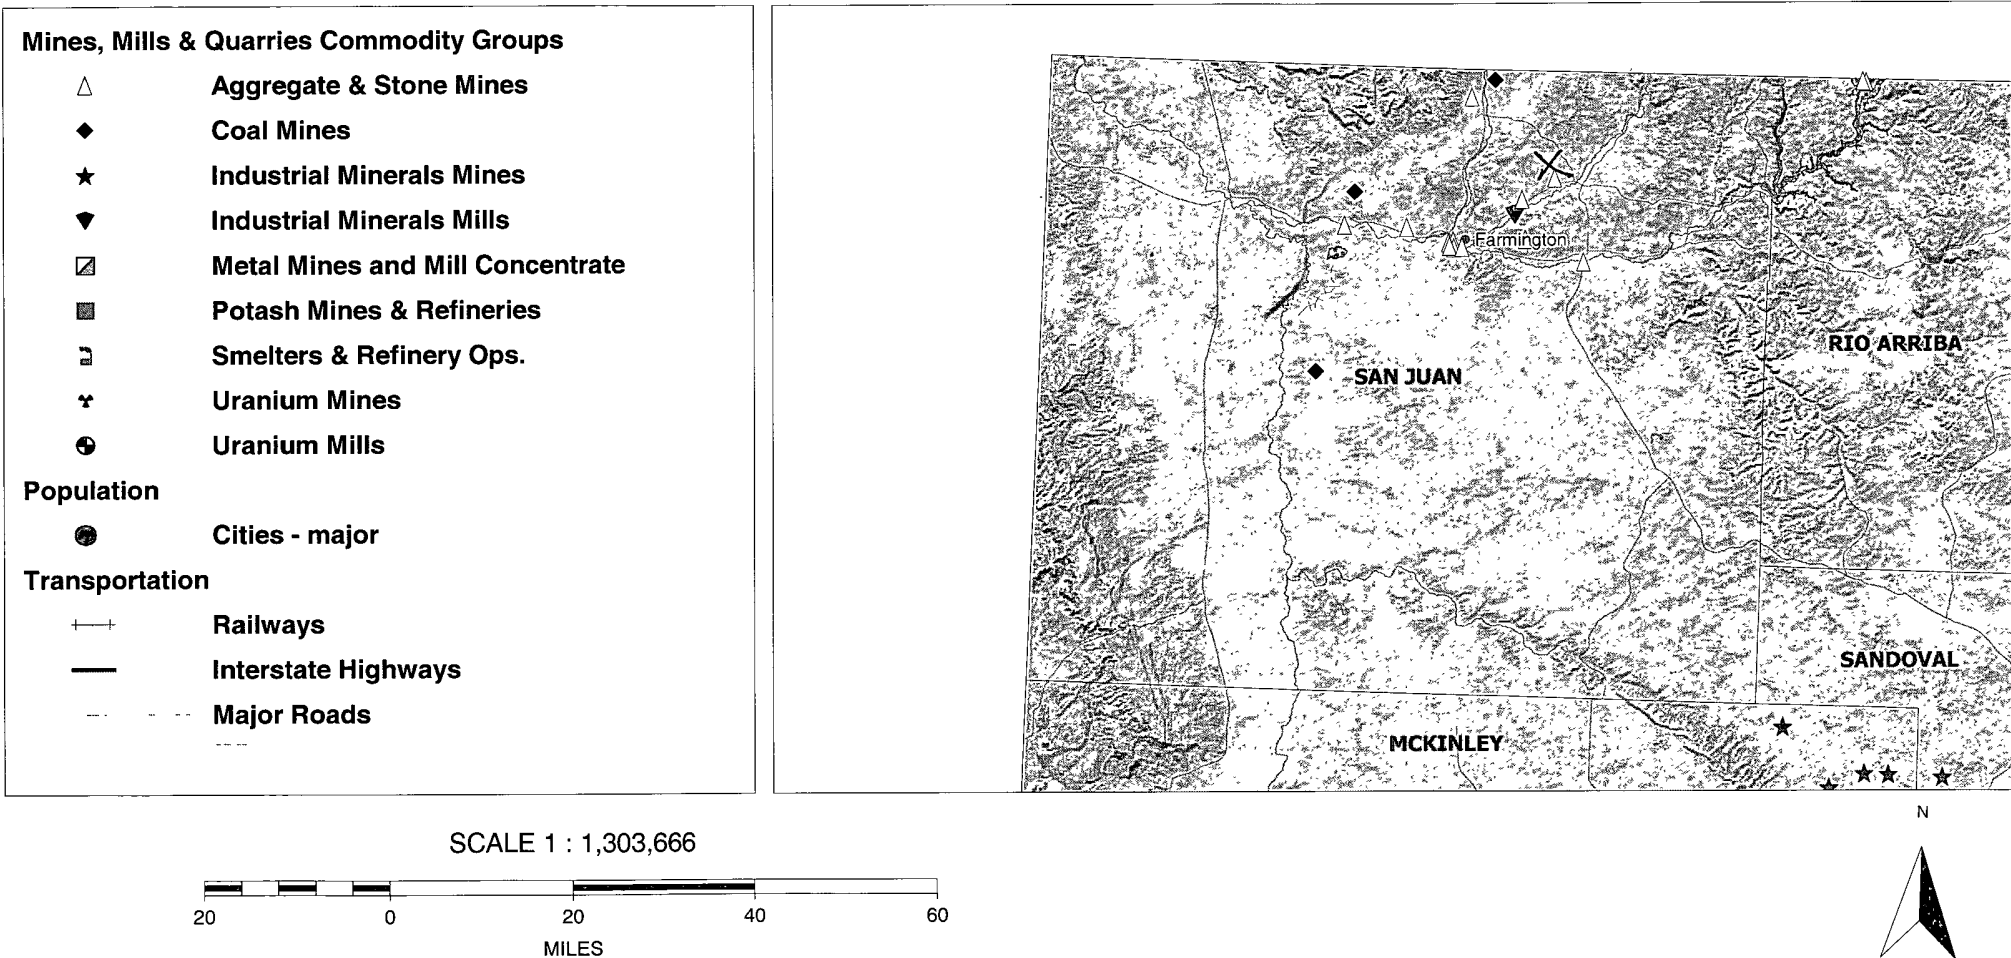 Mines, Mills & Quarries Commodity Groups
Aggregate & Stone Mines
Coal Mines
Industrial Minerals Mines
Industrial Minerals Mills
Metal Mines and Mill Concentrate
Potash Mines & Refineries
Smelters & Refinery Ops.
Uranium Mines
Uranium Mills
Population
Cities - major
Transportation
Railways
Interstate Highways
Major Roads
Farmington
RIO ARRIBA
SAN JUAN
SANDOVAL
MCKINLEY
SCALE 1 : 1,303,666
20 0 20 40 60
MILES
N